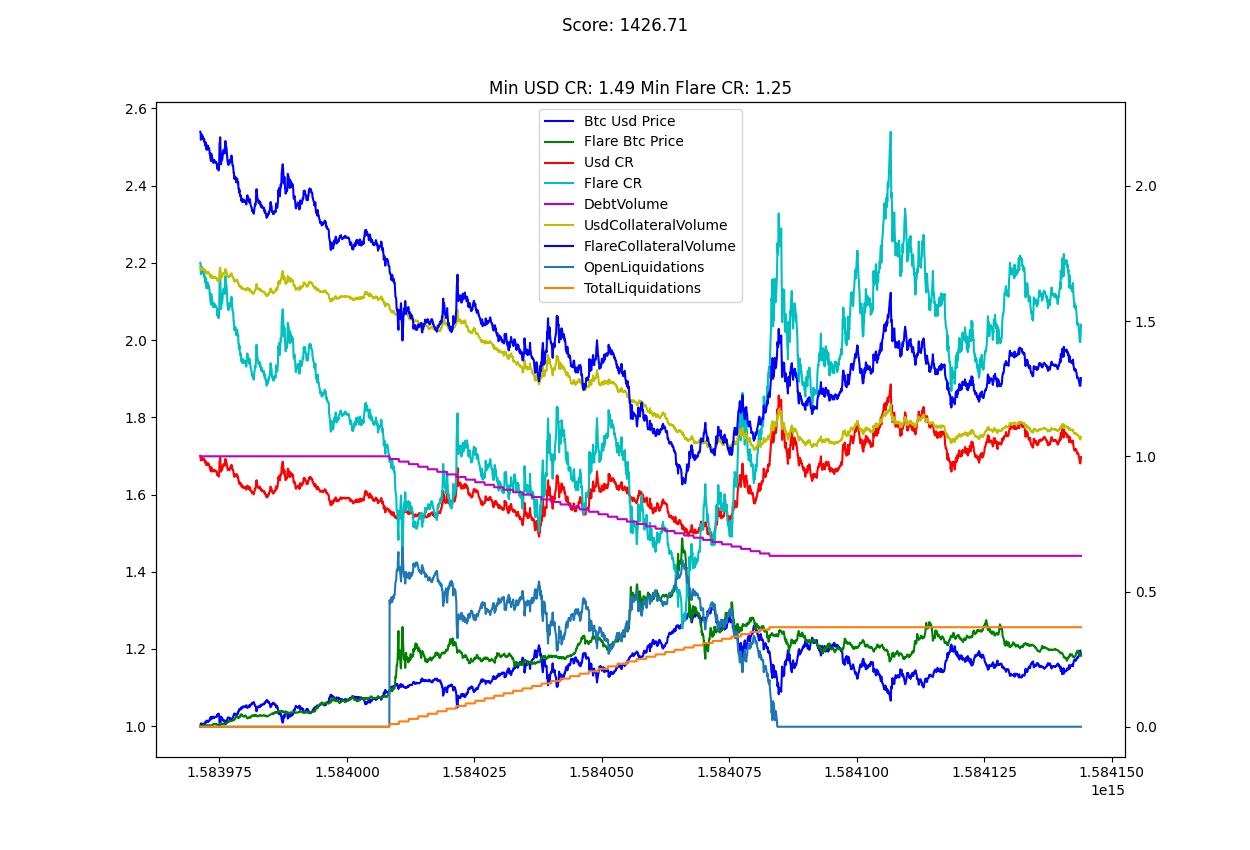 Score: 1426.71
Min USD CR: 1.49 Min Flare CR: 1.25
2.6
2.4
2.2
2.0
1.8
1.6
1.4
1.2
1.0
Btc Usd Price
Flare Btc Price
Usd CR
Flare CR
DebtVolume
UsdCollateralVolume
FlareCollateralVolume
OpenLiquidations
TotalLiquidations
2.0
1.5
1.0
0.5
0.0
1.583975
1.584000
1.584025
1.584050
1.584075
1.584100
1.584125
1.584150
1e15